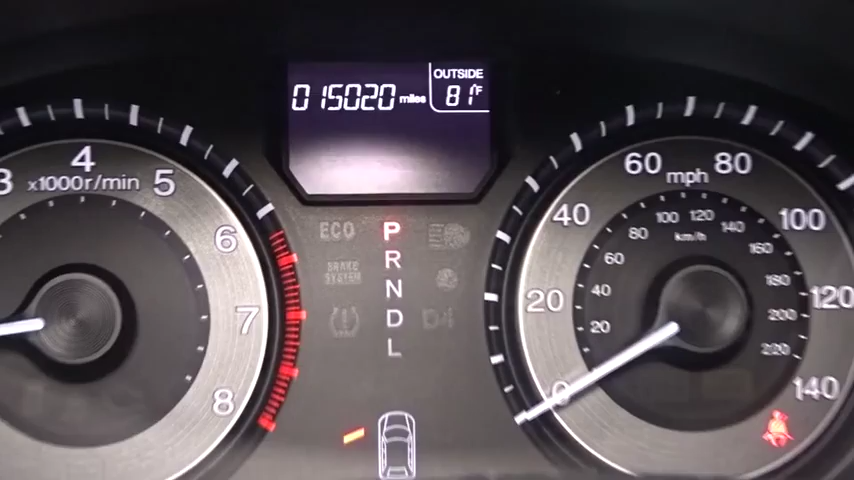 OUTSIDE
015020 miles 81°F
3 4 5 6 7 8
x1000r/min
ECO
BRAKE
SYSTEM
P
R
N
D
L
D4
0 20 40 60 80 100 120 140
mph
20 40 60 80 100 120 140 160 180 200 220
km/h